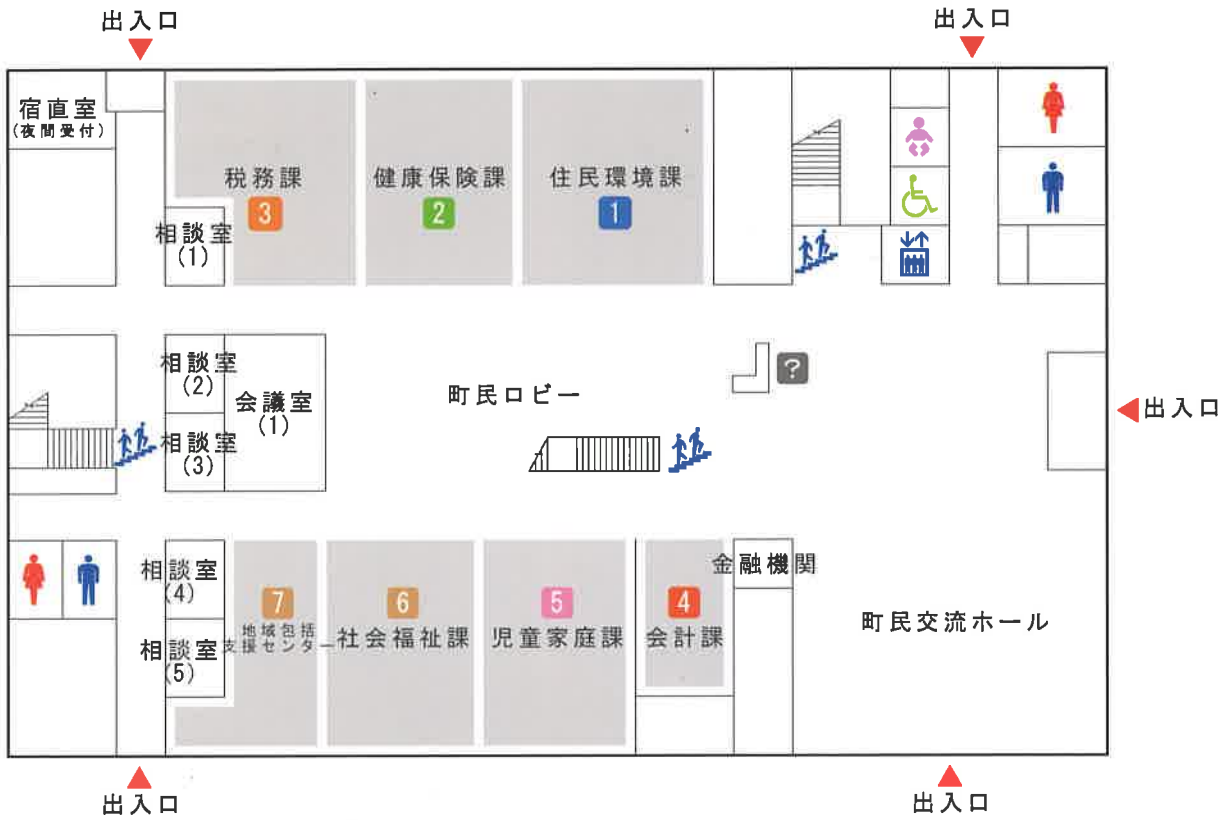 出入口
出入口
宿直室
(夜間受付)
税務課
3
健康保険課
2
住民環境課
1
相談室
(1)
相談室
(2)
会議室
(1)
相談室
(3)
町民ロビー
?
出入口
相談室
(4)
相談室
(5)
7
地域包括
支援センター
6
社会福祉課
5
児童家庭課
4
会計課
金融機関
町民交流ホール
出入口
出入口